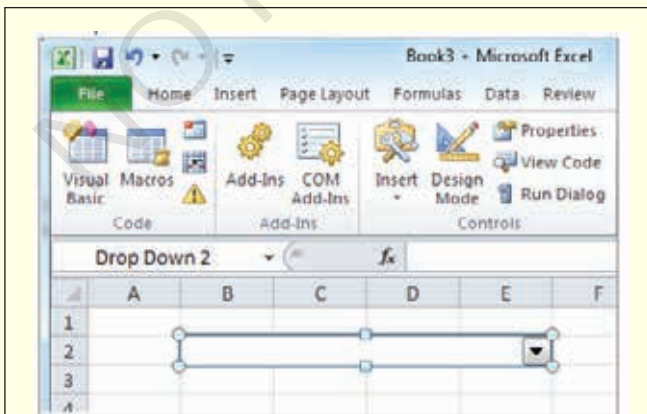 Book3 - Microsoft Excel
File Home Insert Page Layout Formulas Data Review
Visual Basic Macros Add-Ins COM Add-Ins Insert Design Mode Properties
View Code
Run Dialog
Code Add-Ins Controls
Drop Down 2 fx
A B C D E F
1
2
3
4